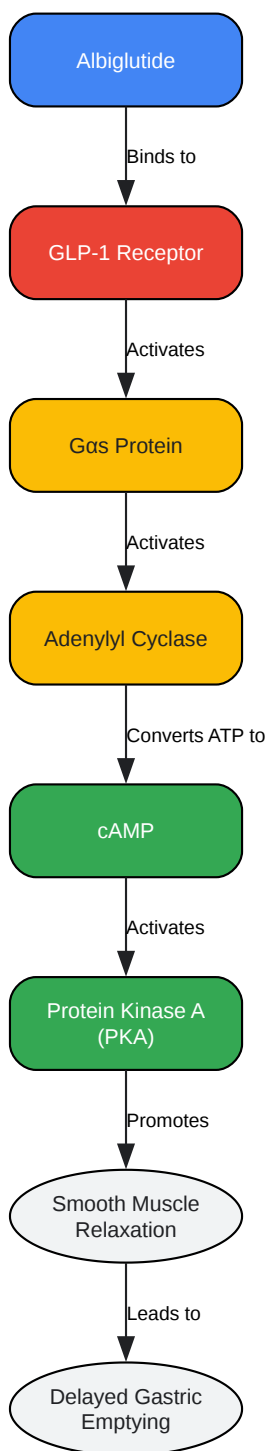 Albiglutide
Binds to
GLP-1 Receptor
Activates
Gαs Protein
Activates
Adenylyl Cyclase
Converts ATP to
cAMP
Activates
Protein Kinase A
(PKA)
Promotes
Smooth Muscle
Relaxation
Leads to
Delayed Gastric
Emptying